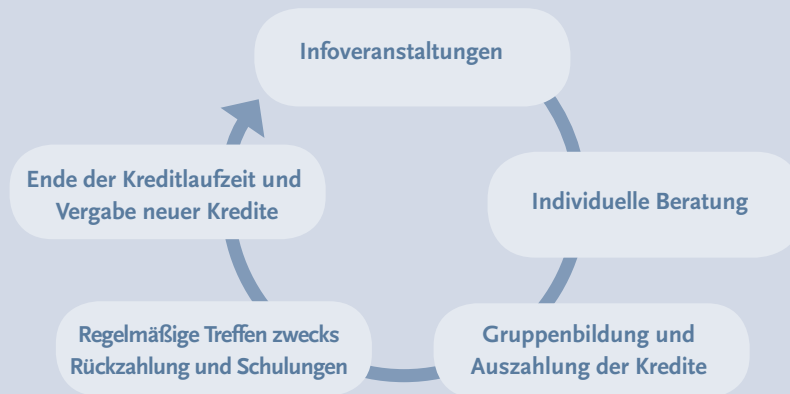 Infoveranstaltungen
Individuelle Beratung
Gruppenbildung und
Auszahlung der Kredite
Regelmäßige Treffen zwecks
Rückzahlung und Schulungen
Ende der Kreditlaufzeit und
Vergabe neuer Kredite